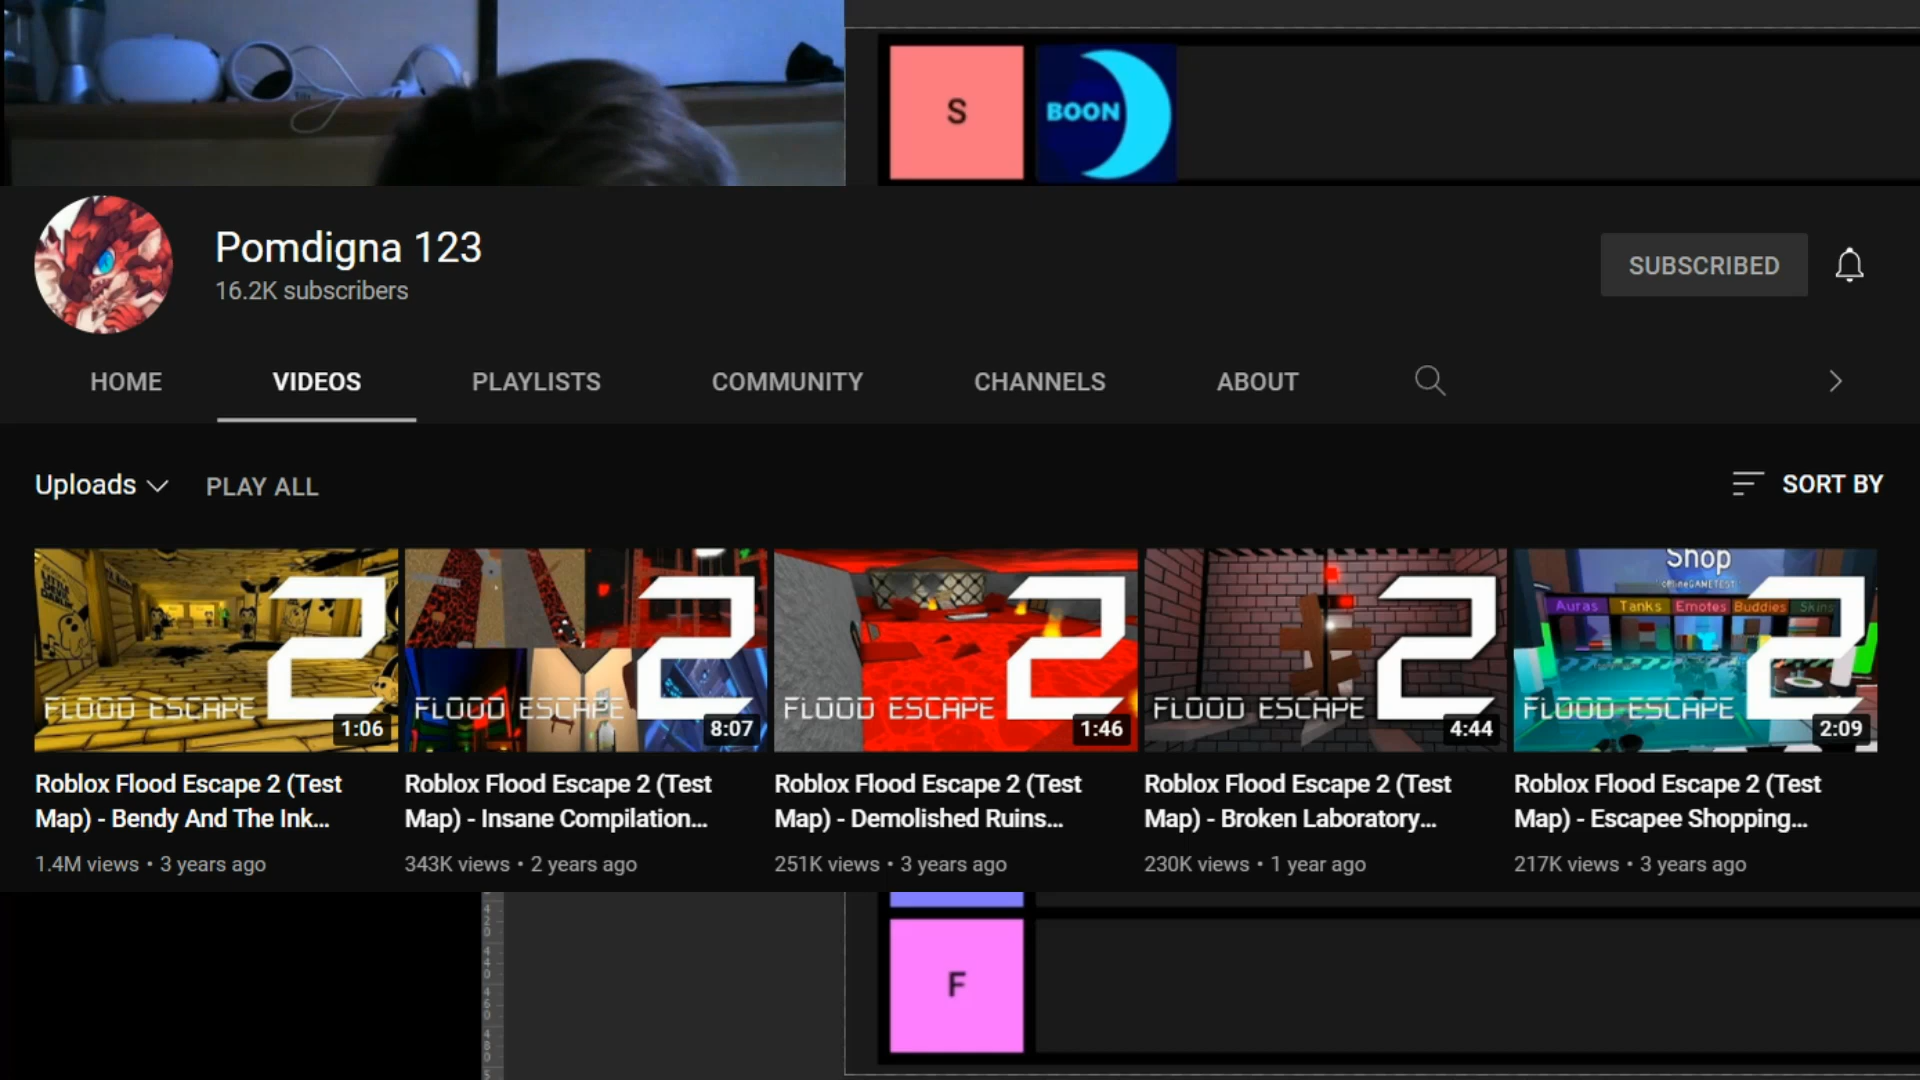 S
BOON
Pomdigna 123
16.2K subscribers
SUBSCRIBED
HOME
VIDEOS
PLAYLISTS
COMMUNITY
CHANNELS
ABOUT
Uploads
PLAY ALL
SORT BY
FLOOD ESCAPE 2
1:06
FLOOD ESCAPE 2
8:07
FLOOD ESCAPE 2
1:46
FLOOD ESCAPE 2
4:44
Shop
Auras Tanks Emotes Buddies Skins
FLOOD ESCAPE 2
2:09
Roblox Flood Escape 2 (Test
Map) - Bendy And The Ink...
1.4M views • 3 years ago
Roblox Flood Escape 2 (Test
Map) - Insane Compilation...
343K views • 2 years ago
Roblox Flood Escape 2 (Test
Map) - Demolished Ruins...
251K views • 3 years ago
Roblox Flood Escape 2 (Test
Map) - Broken Laboratory...
230K views • 1 year ago
Roblox Flood Escape 2 (Test
Map) - Escapee Shopping...
217K views • 3 years ago
F